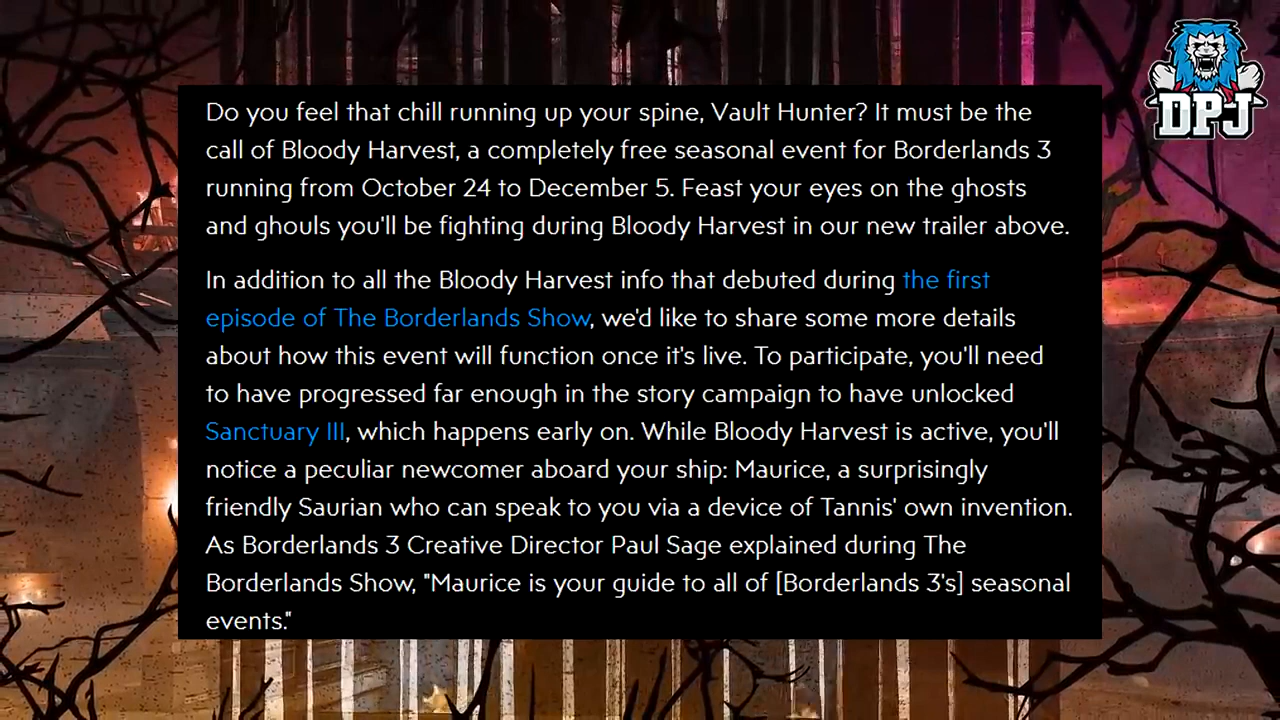 Do you feel that chill running up your spine, Vault Hunter? It must be the
call of Bloody Harvest, a completely free seasonal event for Borderlands 3
running from October 24 to December 5. Feast your eyes on the ghosts
and ghouls you'll be fighting during Bloody Harvest in our new trailer above.
In addition to all the Bloody Harvest info that debuted during the first
episode of The Borderlands Show, we'd like to share some more details
about how this event will function once it's live. To participate, you'll need
to have progressed far enough in the story campaign to have unlocked
Sanctuary III, which happens early on. While Bloody Harvest is active, you'll
notice a peculiar newcomer aboard your ship: Maurice, a surprisingly
friendly Saurian who can speak to you via a device of Tannis' own invention.
As Borderlands 3 Creative Director Paul Sage explained during The
Borderlands Show, "Maurice is your guide to all of [Borderlands 3's] seasonal
events."
DPJ